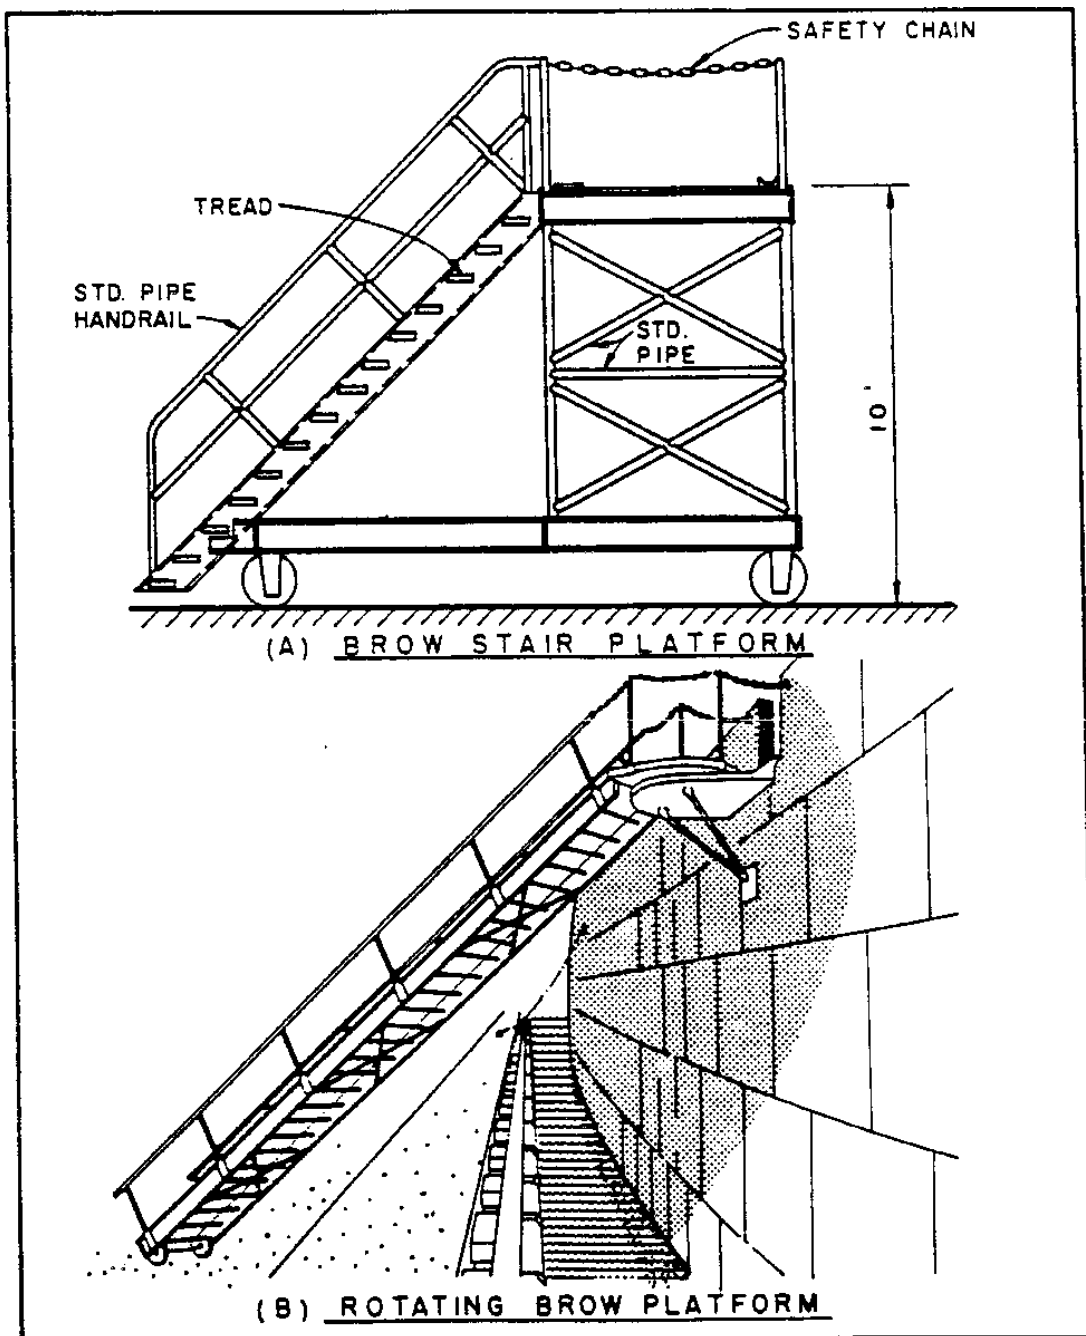 SAFETY CHAIN
TREAD
STD. PIPE
HANDRAIL
STD.
PIPE
10'
(A) BROW STAIR PLATFORM
(B) ROTATING BROW PLATFORM